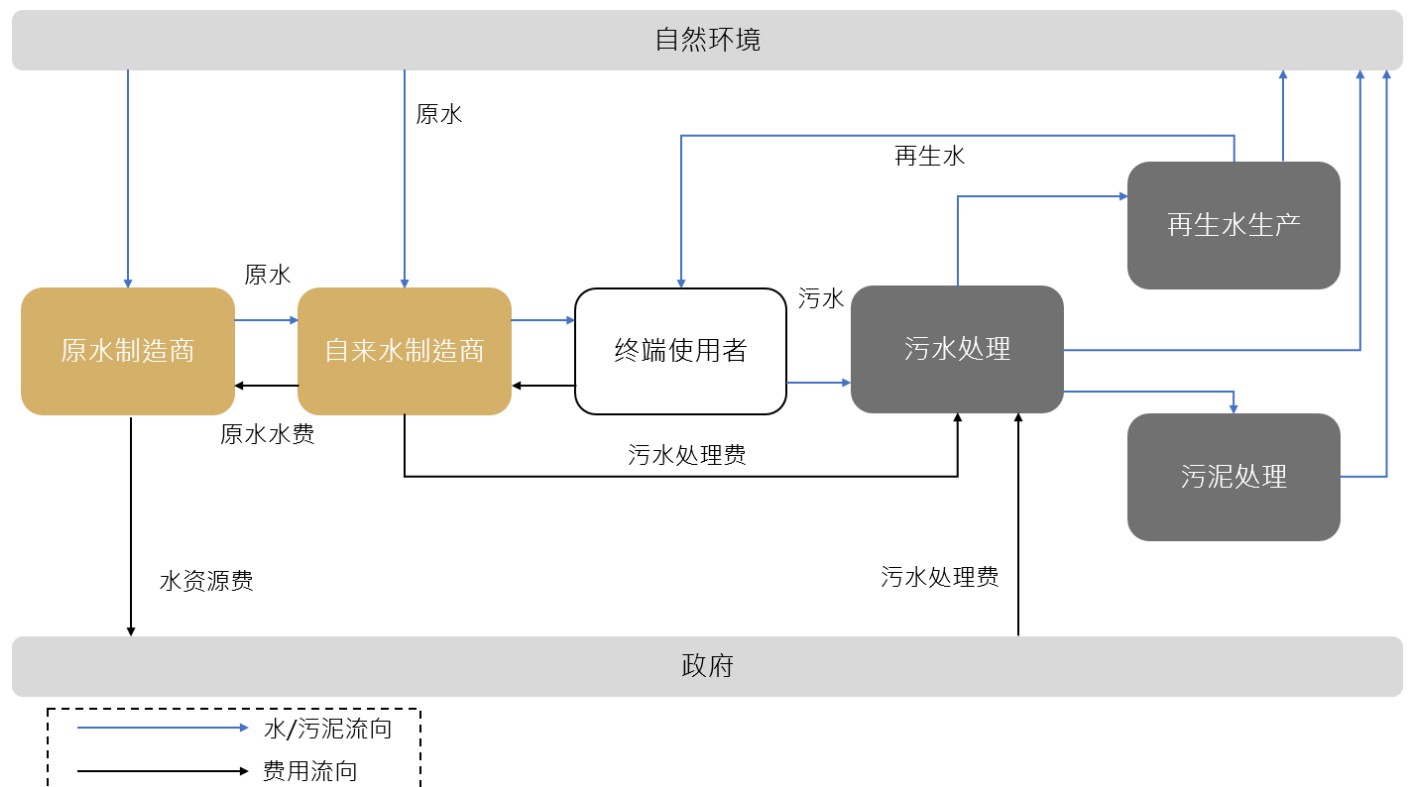 自然环境
原水
再生水
再生水生产
原水
污水
原水制造商
自来水制造商
终端使用者
污水处理
原水水费
污水处理费
污泥处理
水资源费
污水处理费
政府
水/污泥流向
费用流向